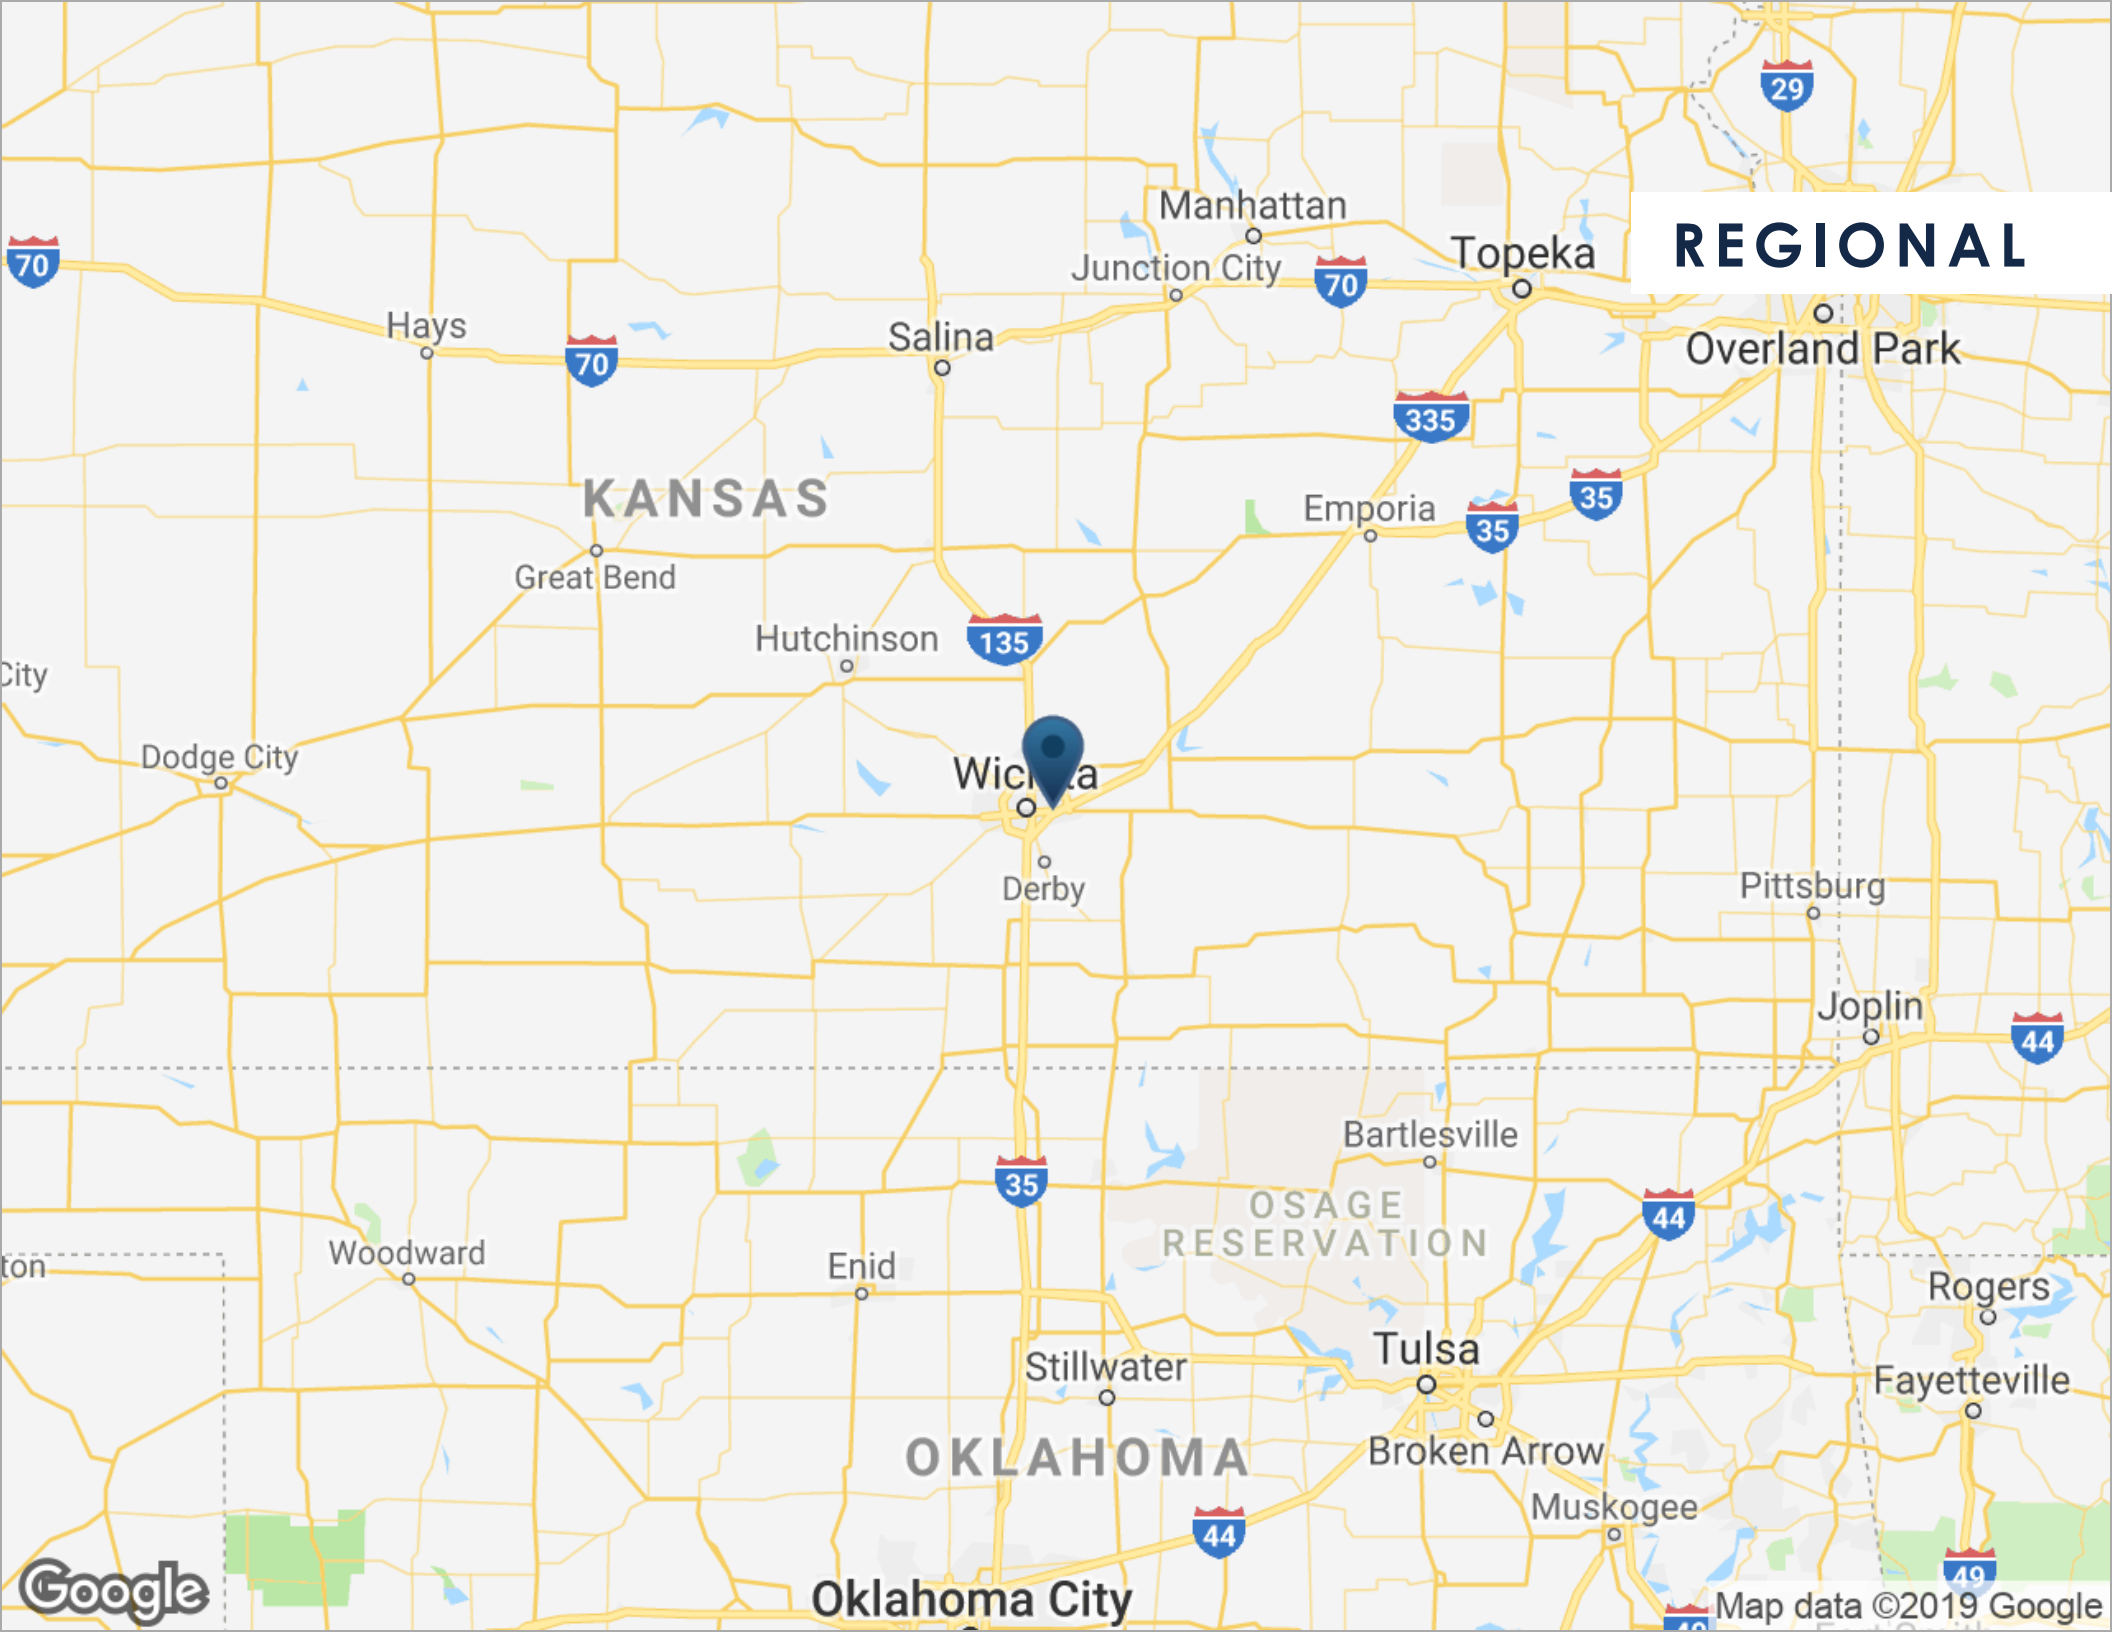 29
Manhattan
REGIONAL
Topeka
70
Junction City
70
Hays
Salina
Overland Park
70
335
KANSAS
Emporia
35
35
Great Bend
Hutchinson
135
City
Dodge City
Derby
Pittsburg
Joplin
44
Bartlesville
35
OSAGE
RESERVATION
44
Woodward
Enid
ton
Rogers
Tulsa
Stillwater
Fayetteville
OKLAHOMA
Broken Arrow
Muskogee
44
49
Google
Oklahoma City
Map data ©2019 Google